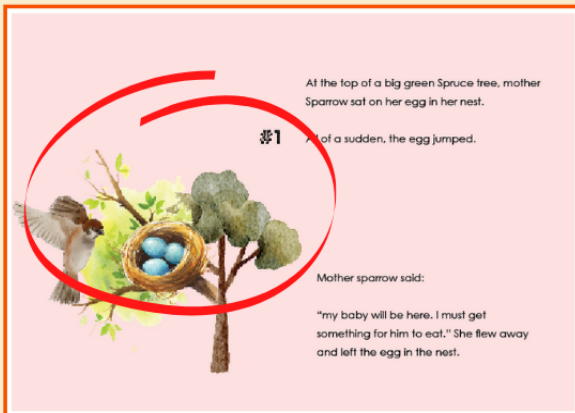 At the top of a big green Spruce tree, mother
Sparrow sat on her egg in her nest.
#1
of a sudden, the egg jumped.
Mother sparrow said:
“my baby will be here. I must get
something for him to eat.” She flew away
and left the egg in the nest.